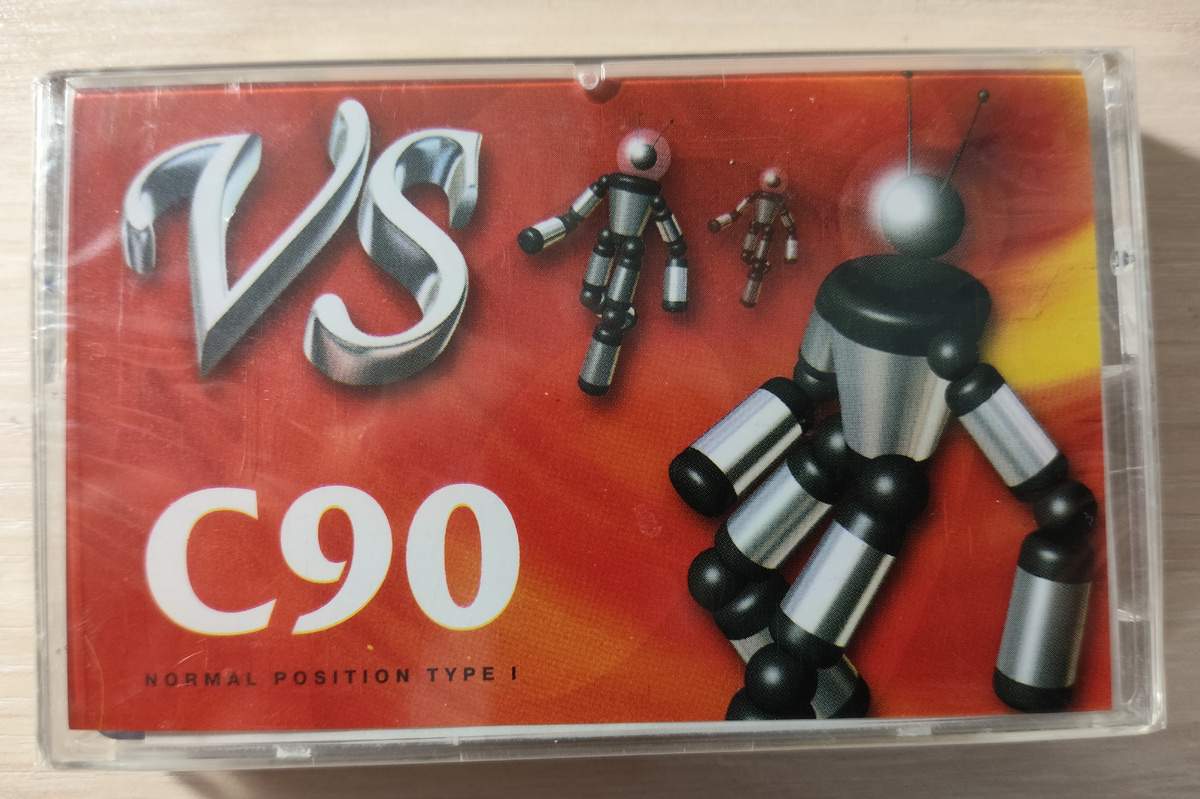 VS
C90
NORMAL POSITION TYPE I